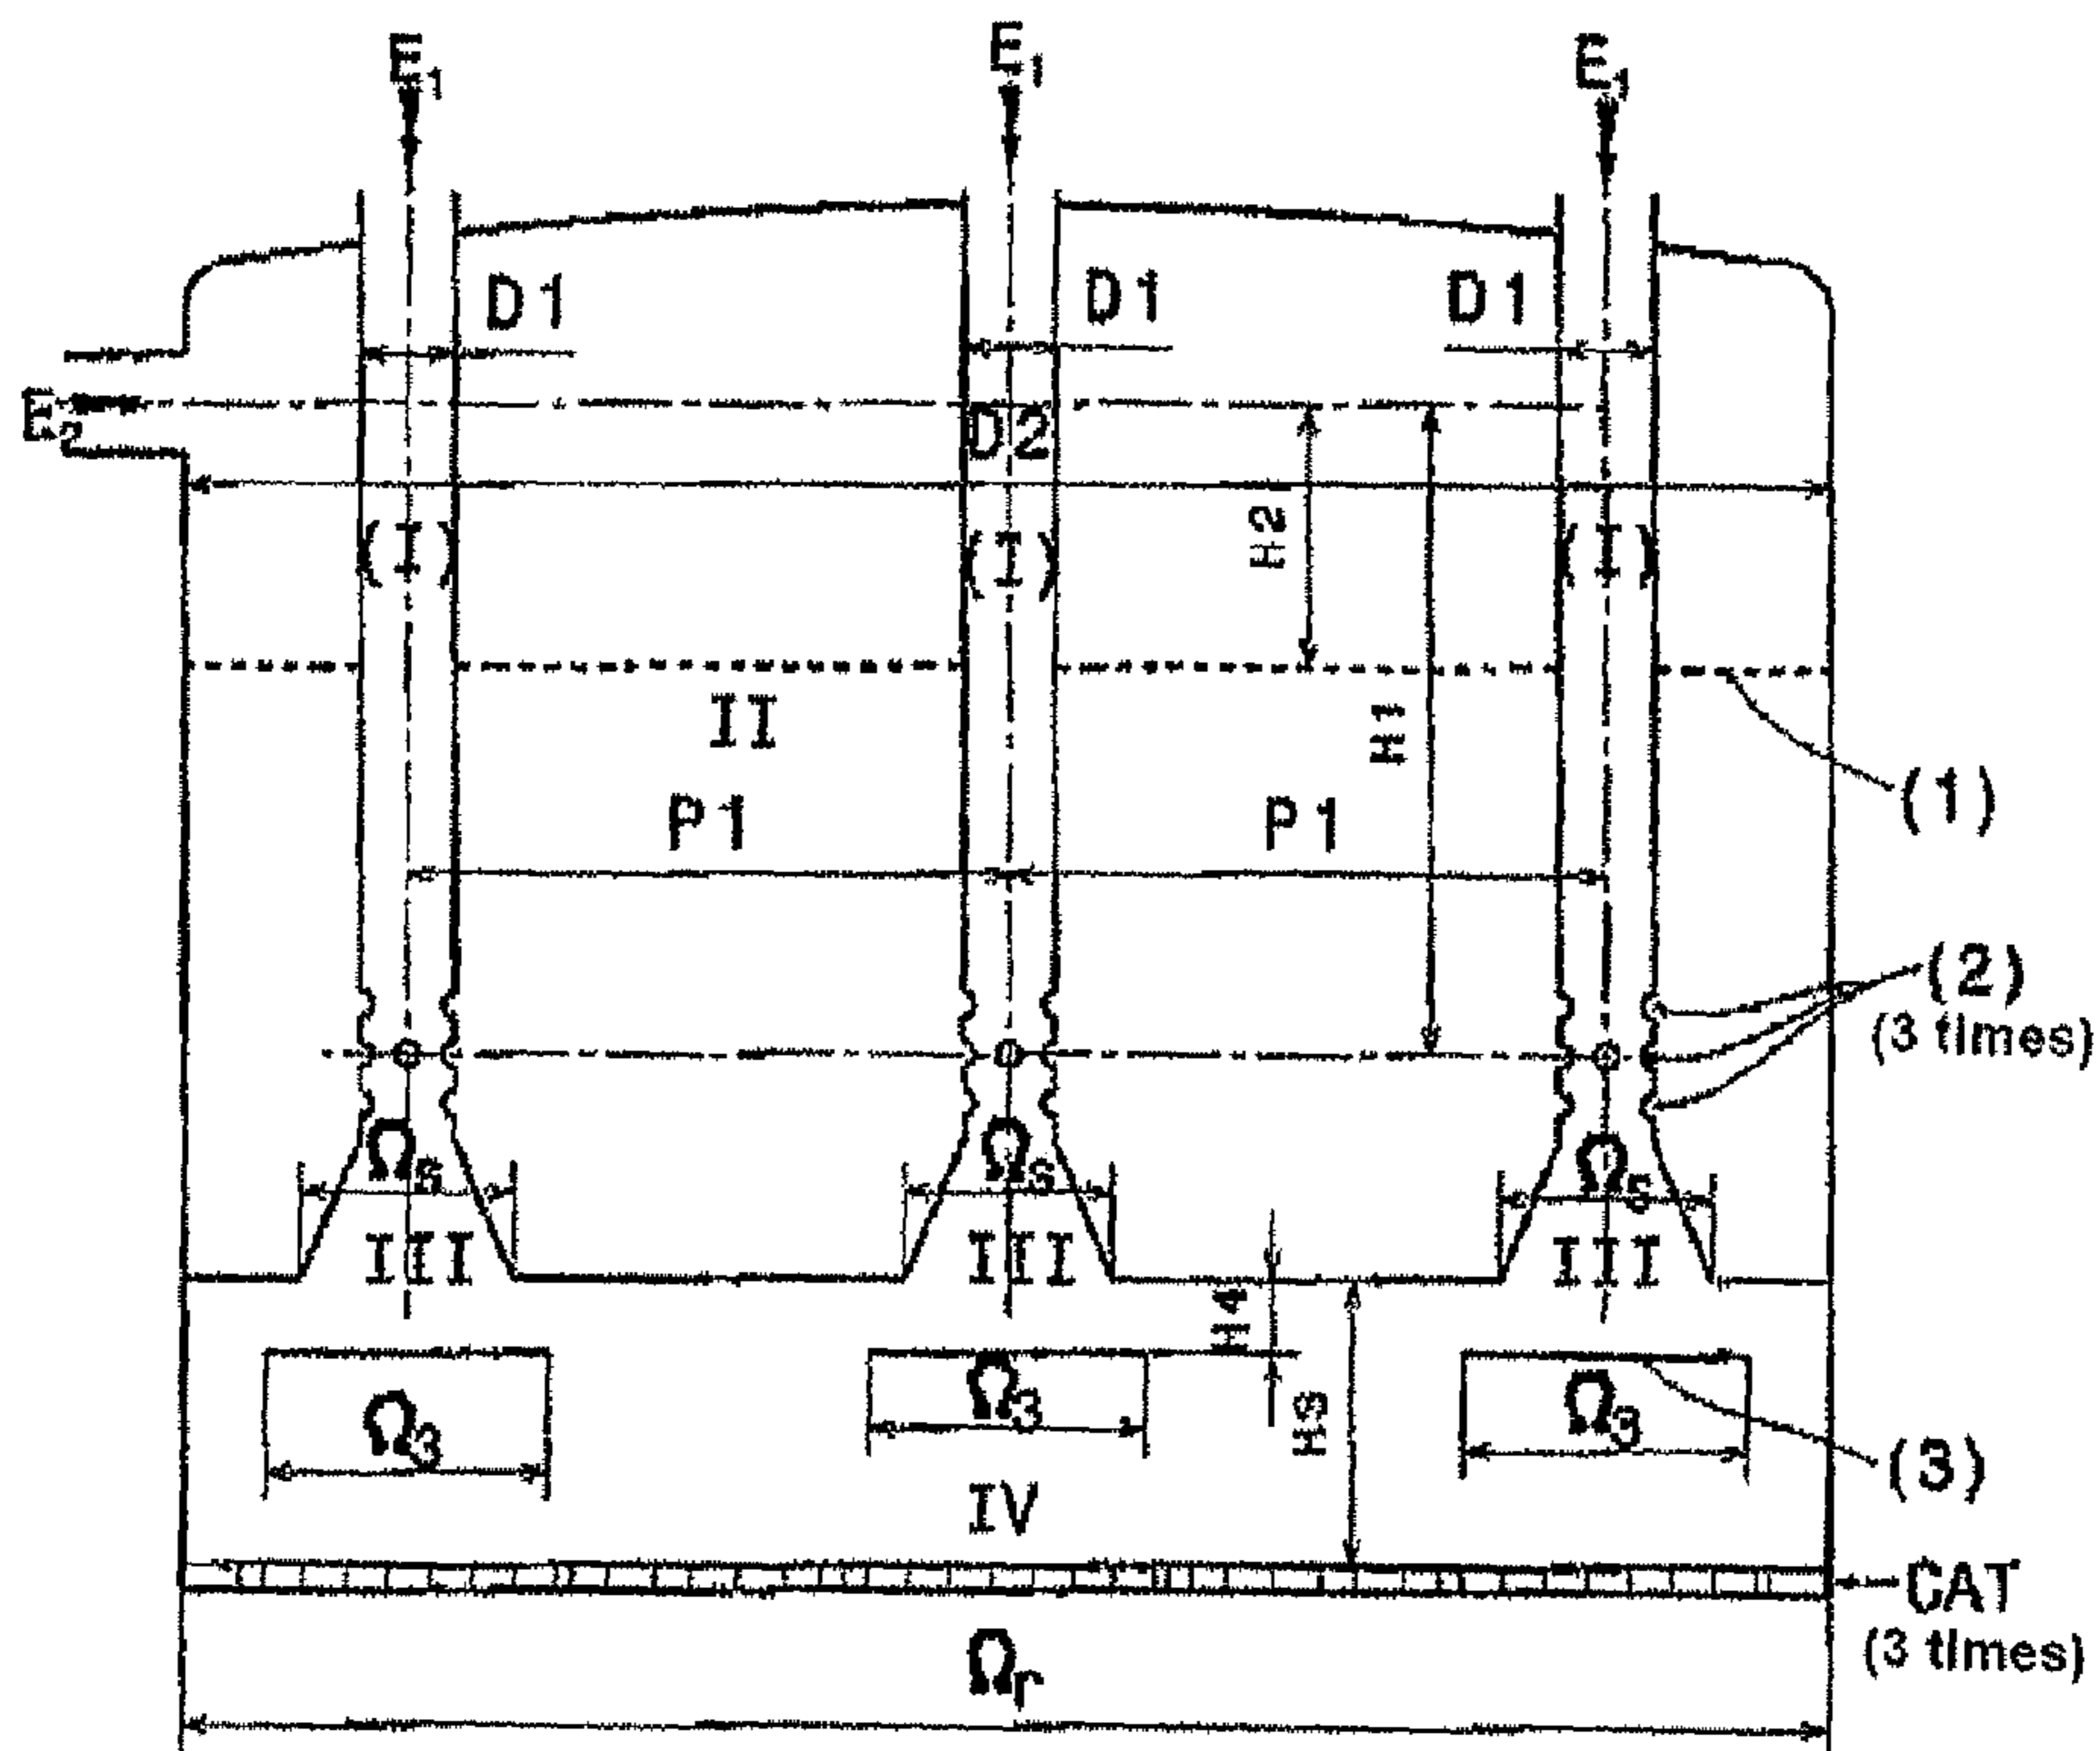 E1 E1 E1
D1 D1 D1
E2
D2
(I) (I) (I)
H2
II
H1
P1 P1
(1)
(2)
(3 times)
Ωs Ωs Ωs
III III III
H4
Ω3 Ω3 Ω3
H3
(3)
IV
CAT
(3 times)
Ωr